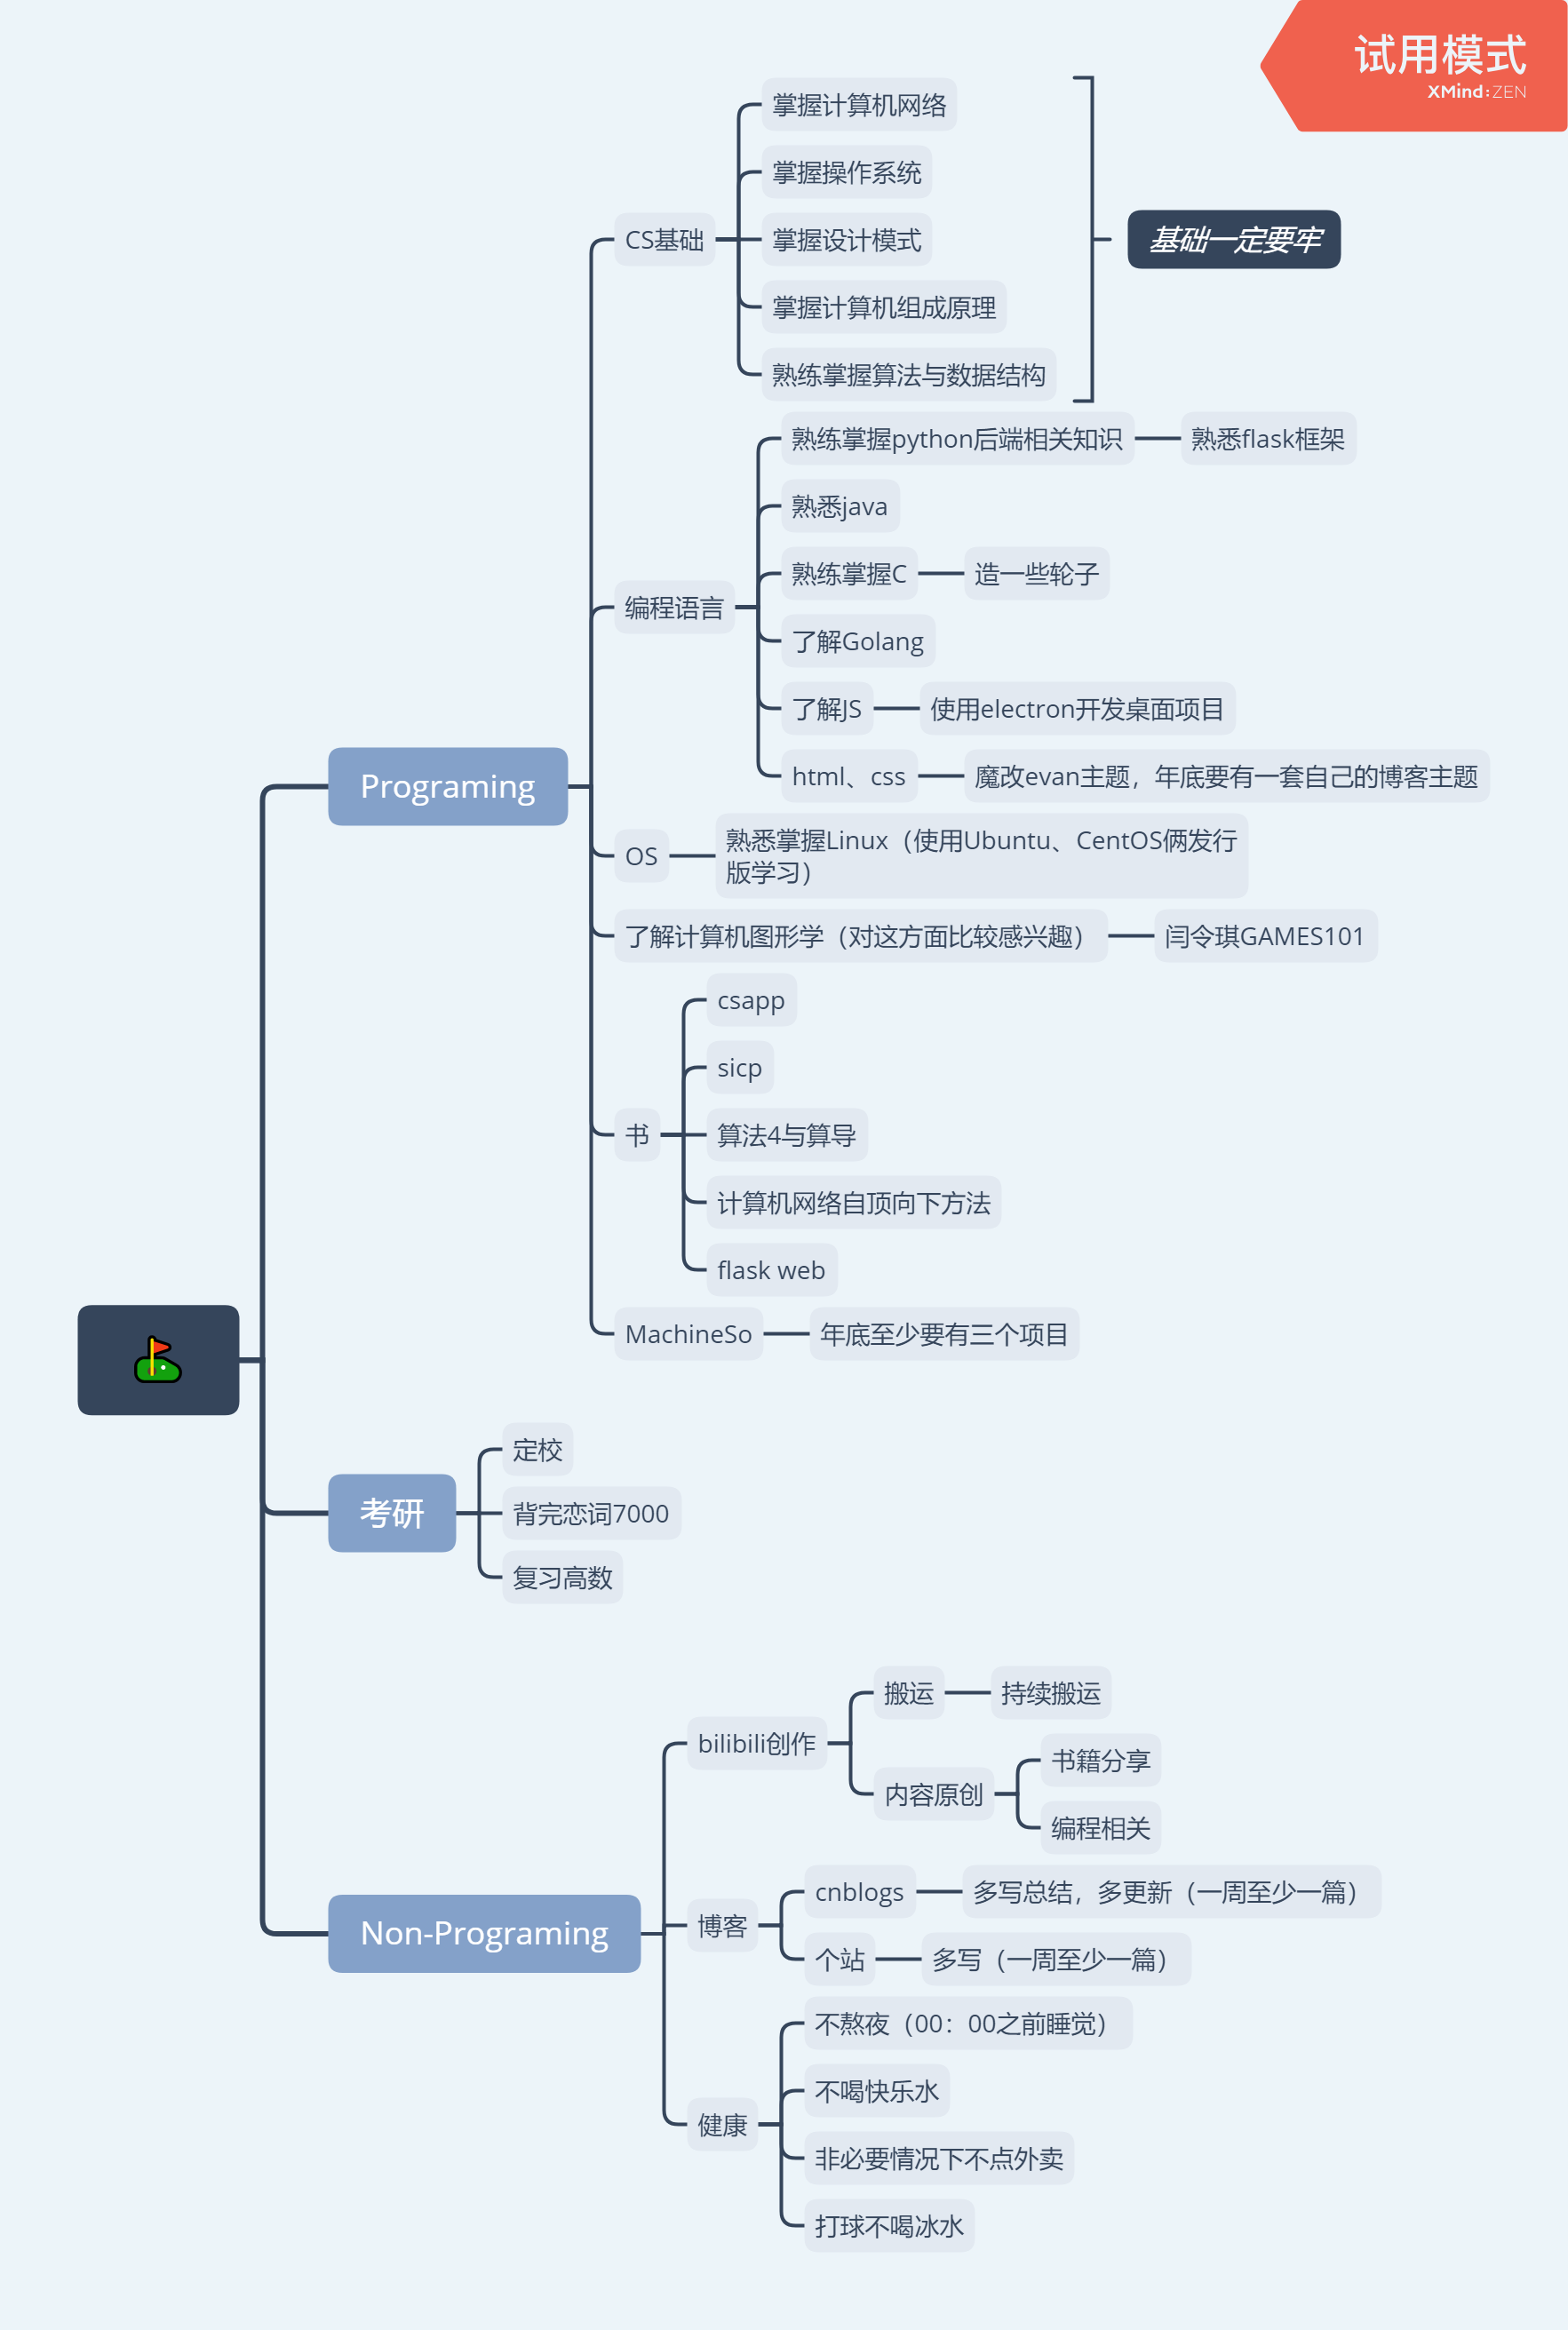 试用模式
XMind:ZEN
掌握计算机网络
掌握操作系统
CS基础
掌握设计模式
基础一定要牢
掌握计算机组成原理
熟练掌握算法与数据结构
熟练掌握python后端相关知识
熟悉flask框架
熟悉java
熟练掌握C
造一些轮子
编程语言
了解Golang
了解JS
使用electron开发桌面项目
html、css
魔改evan主题，年底要有一套自己的博客主题
Programing
OS
熟悉掌握Linux（使用Ubuntu、CentOS俩发行
版学习）
了解计算机图形学（对这方面比较感兴趣）
闫令琪GAMES101
csapp
sicp
书
算法4与算导
计算机网络自顶向下方法
flask web
MachineSo
年底至少要有三个项目
考研
定校
背完恋词7000
复习高数
Non-Programing
bilibili创作
搬运
持续搬运
内容原创
书籍分享
编程相关
博客
cnblogs
多写总结，多更新（一周至少一篇）
个站
多写（一周至少一篇）
健康
不熬夜（00：00之前睡觉）
不喝快乐水
非必要情况下不点外卖
打球不喝冰水